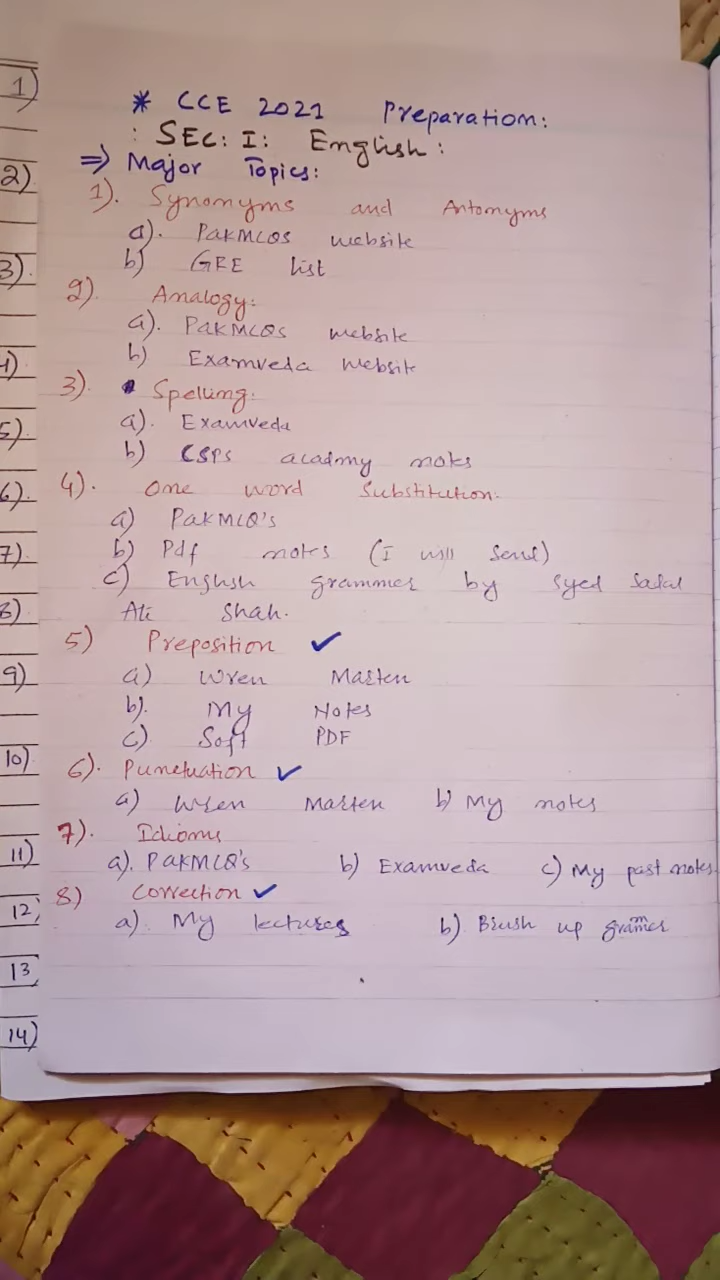 1)
2)
3).
4).
5).
6).
7).
8).
9)
10)
11)
12)
13
14)
* CCE 2021 Preparation:
: SEC: I: English:
⇒ Major Topics:
1). Synonyms and Antonyms
a). PakMCQS website
b) GRE list
2). Analogy:
a). PakMCQS website
b) Examveda website
3). Spelling:
a). Examveda
b) CSPS acadmy notes
4). One word Substitution:
a) PakMCQ's
b) Pdf notes (I will send)
c) English grammer by Syed
Ali Shah.
5) Preposition ✓
a) Wren Marten
b). My Notes
c). Soft PDF
6). Punctuation ✓
a) Wren Marten b) My notes
7). Idioms
a). PAKMCQ's b) Examveda c) My past notes
8) Correction ✓
a). My lectures b). Brush up grammer